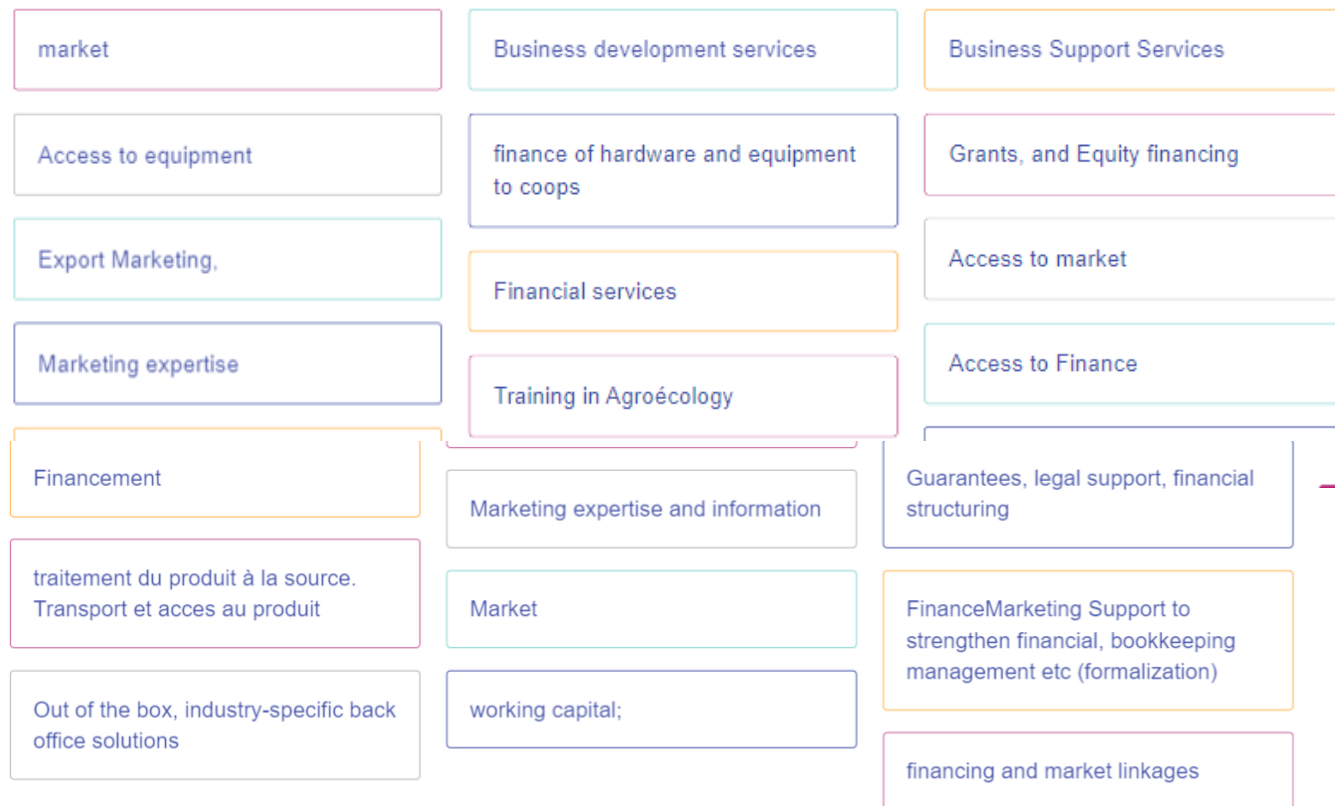 market
Access to equipment
Export Marketing,
Marketing expertise
Business development services
finance of hardware and equipment
to coops
Financial services
Training in Agroécology
Business Support Services
Grants, and Equity financing
Access to market
Access to Finance
Financement
traitement du produit à la source.
Transport et acces au produit
Out of the box, industry-specific back
office solutions
Marketing expertise and information
Market
working capital;
Guarantees, legal support, financial
structuring
FinanceMarketing Support to
strengthen financial, bookkeeping
management etc (formalization)
financing and market linkages